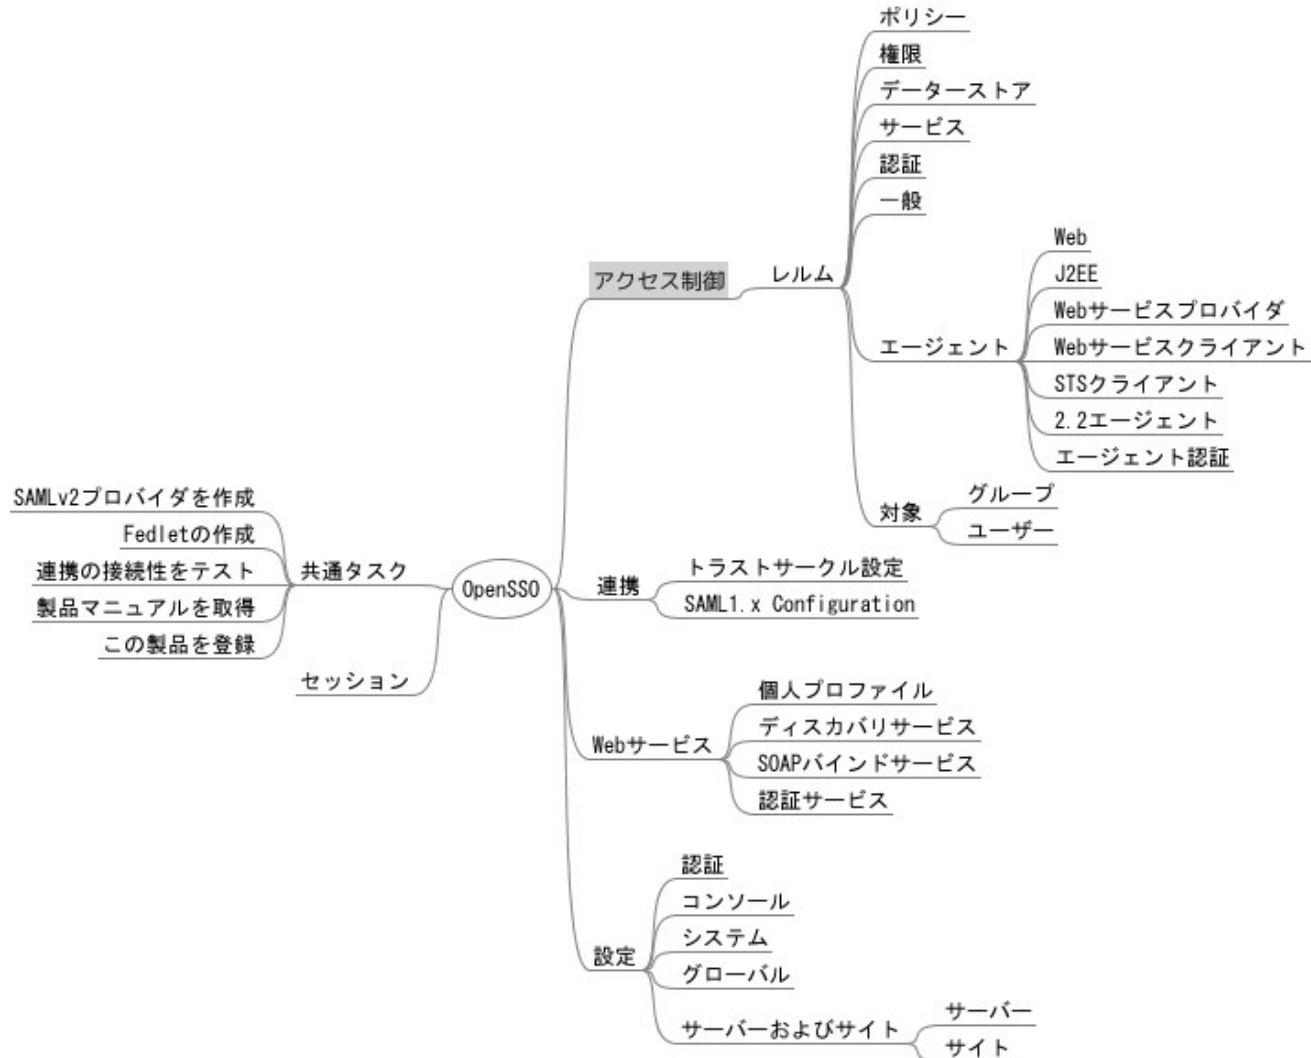 ポリシー
権限
データーストア
サービス
認証
一般
アクセス制御
レルム
エージェント
Web
J2EE
Webサービスプロバイダ
Webサービスクライアント
STSクライアント
2.2エージェント
エージェント認証
対象
グループ
ユーザー
OpenSSO
共通タスク
SAMLv2プロバイダを作成
Fedletの作成
連携の接続性をテスト
製品マニュアルを取得
この製品を登録
セッション
連携
トラストサークル設定
SAML1.x Configuration
Webサービス
個人プロファイル
ディスカバリサービス
SOAPバインドサービス
認証サービス
設定
認証
コンソール
システム
グローバル
サーバーおよびサイト
サーバー
サイト